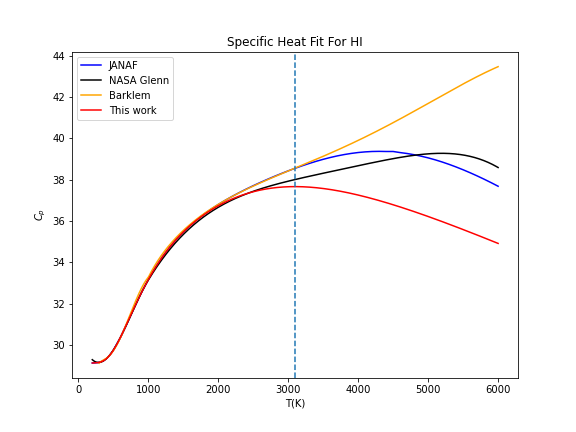 Specific Heat Fit For HI
JANAF
NASA Glenn
Barklem
This work
44
42
40
38
36
34
32
30
C_p
0 1000 2000 3000 4000 5000 6000
T(K)